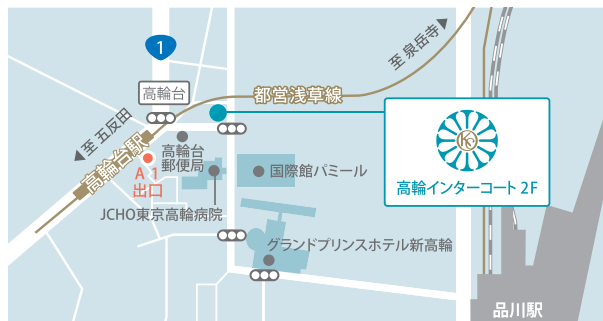 1
高輪台
至 泉岳寺
都営浅草線
至 五反田
高輪台駅
A 1
出口
高輪台
郵便局
国際館パミール
JCHO東京高輪病院
グランドプリンスホテル新高輪
高輪インターコート 2F
品川駅